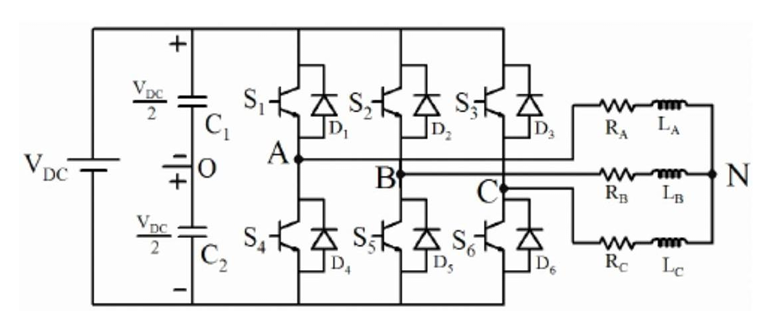 +
V_DC/2
C₁
−
O
+
V_DC/2
C₂
−
V_DC
S₁
D₁
S₂
D₂
S₃
D₃
A
B
C
S₄
D₄
S₅
D₅
S₆
D₆
R_A
L_A
R_B
L_B
R_C
L_C
N